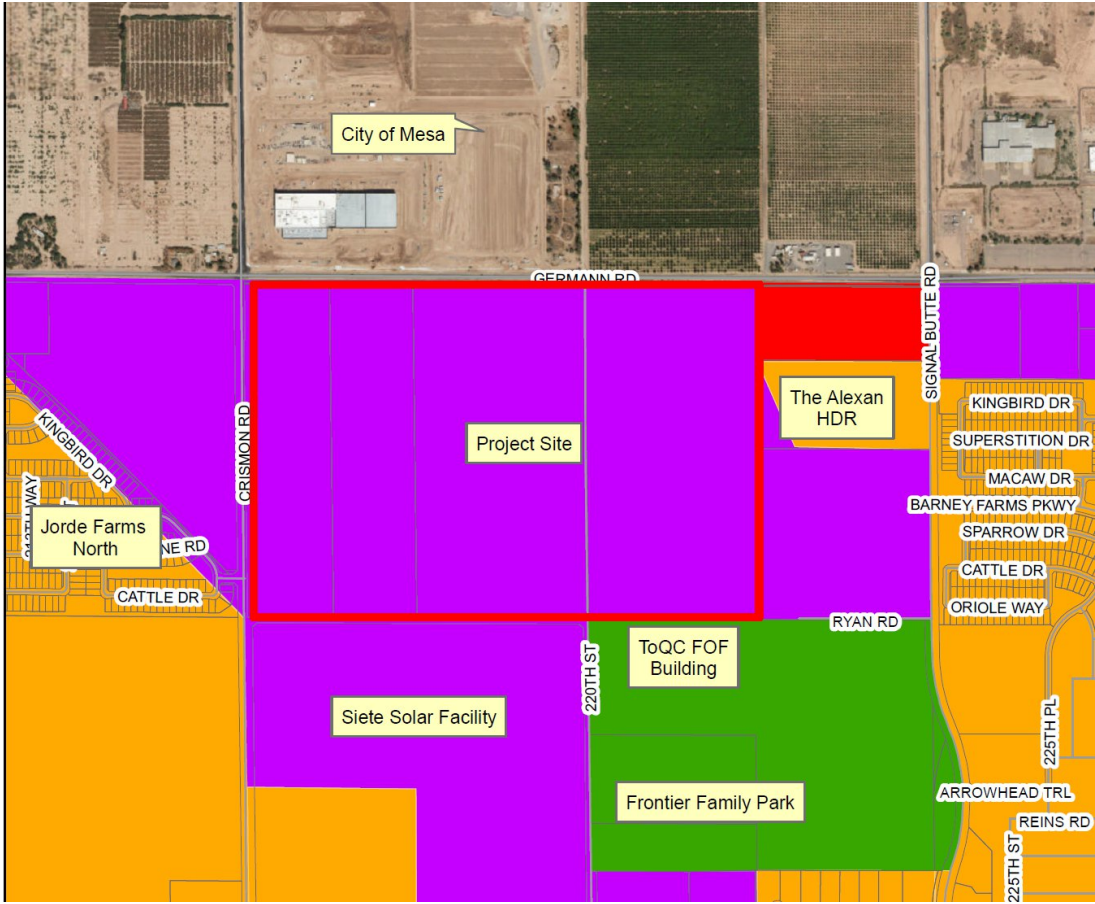 City of Mesa
GERMANN RD
SIGNAL BUTTE RD
CRISMON RD
The Alexan
HDR
Project Site
KINGBIRD DR
KINGBIRD DR
SUPERSTITION DR
MACAW DR
BARNEY FARMS PKWY
SPARROW DR
Jorde Farms
North
NE RD
CATTLE DR
CATTLE DR
ORIOLE WAY
RYAN RD
ToQC FOF
Building
220TH ST
Siete Solar Facility
225TH PL
Frontier Family Park
ARROWHEAD TRL
REINS RD
225TH ST